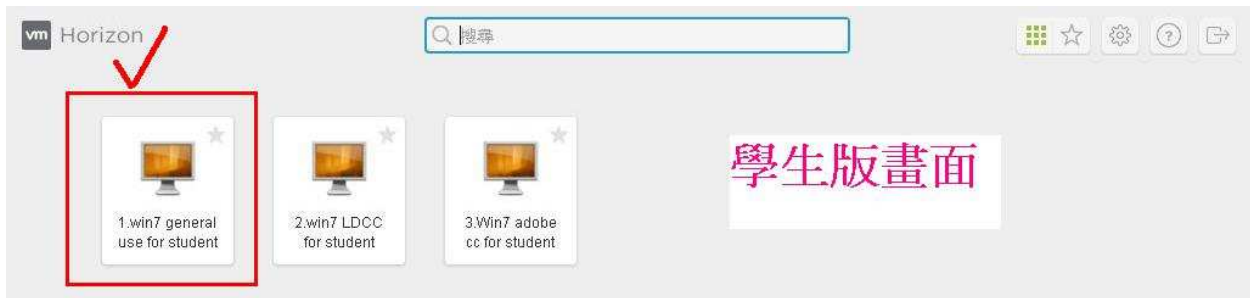 vm Horizon
搜尋
1.win7 general
use for student
2.win7 LDCC
for student
3.Win7 adobe
cc for student
學生版畫面